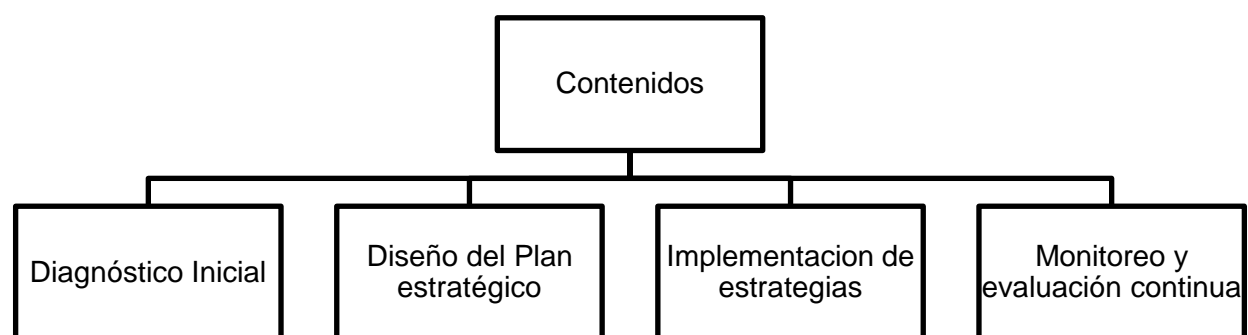 Contenidos
Diagnóstico Inicial
Diseño del Plan
estratégico
Implementacion de
estrategias
Monitoreo y
evaluación continua